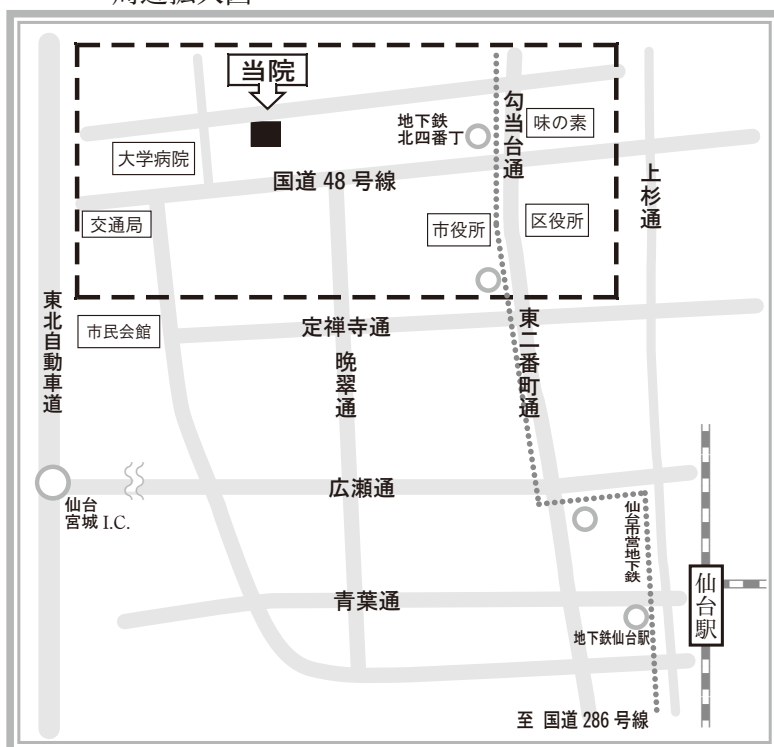 周辺拡大図
当院
地下鉄
北四番丁
勾当台通
味の素
大学病院
国道 48 号線
上杉通
交通局
市役所
区役所
東北自動車道
市民会館
定禅寺通
東二番町通
晩翠通
広瀬通
仙台
宮城 I.C.
仙台市営地下鉄
青葉通
仙台駅
地下鉄仙台駅
至 国道 286 号線